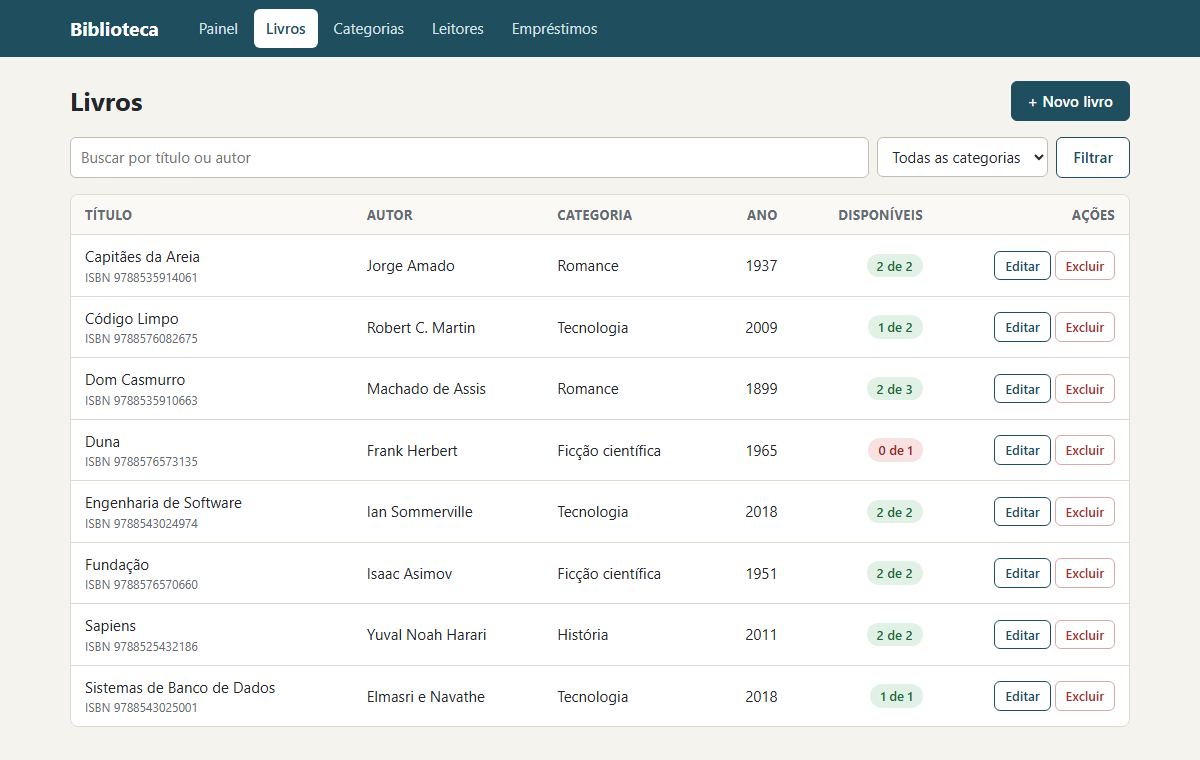 Biblioteca Painel Livros Categorias Leitores Empréstimos
Livros + Novo livro
Buscar por título ou autor Todas as categorias Filtrar
TÍTULO AUTOR CATEGORIA ANO DISPONÍVEIS AÇÕES
Capitães da Areia
ISBN 9788535914061
Jorge Amado Romance 1937 2 de 2 Editar Excluir
Código Limpo
ISBN 9788576082675
Robert C. Martin Tecnologia 2009 1 de 2 Editar Excluir
Dom Casmurro
ISBN 9788535910663
Machado de Assis Romance 1899 2 de 3 Editar Excluir
Duna
ISBN 9788576573135
Frank Herbert Ficção científica 1965 0 de 1 Editar Excluir
Engenharia de Software
ISBN 9788543024974
Ian Sommerville Tecnologia 2018 2 de 2 Editar Excluir
Fundação
ISBN 9788576570660
Isaac Asimov Ficção científica 1951 2 de 2 Editar Excluir
Sapiens
ISBN 9788525432186
Yuval Noah Harari História 2011 2 de 2 Editar Excluir
Sistemas de Banco de Dados
ISBN 9788543025001
Elmasri e Navathe Tecnologia 2018 1 de 1 Editar Excluir